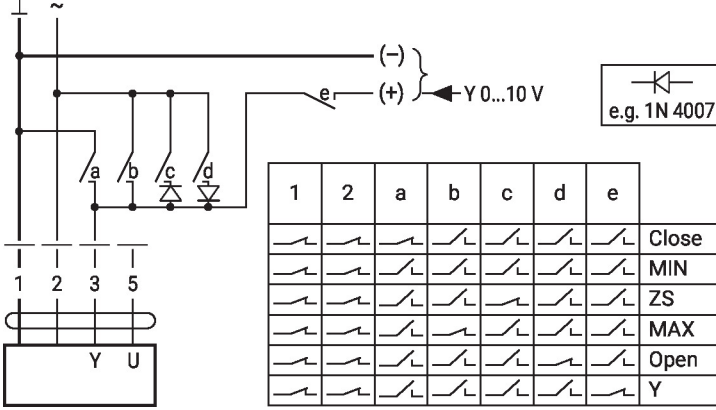 ⊥ ~
(−)
e (+) Y 0...10 V
e.g. 1N 4007
a b c d
1 2 a b c d e
Close
MIN
ZS
MAX
Open
Y
1 2 3 5
Y U